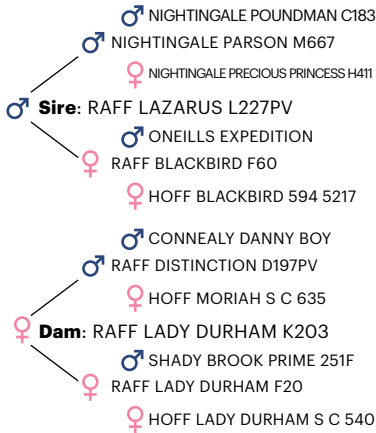 NIGHTINGALE POUNDMAN C183
NIGHTINGALE PARSON M667
NIGHTINGALE PRECIOUS PRINCESS H411
Sire: RAFF LAZARUS L227PV
ONEILLS EXPEDITION
RAFF BLACKBIRD F60
HOFF BLACKBIRD 594 5217
CONNEALY DANNY BOY
RAFF DISTINCTION D197PV
HOFF MORIAH S C 635
Dam: RAFF LADY DURHAM K203
SHADY BROOK PRIME 251F
RAFF LADY DURHAM F20
HOFF LADY DURHAM S C 540